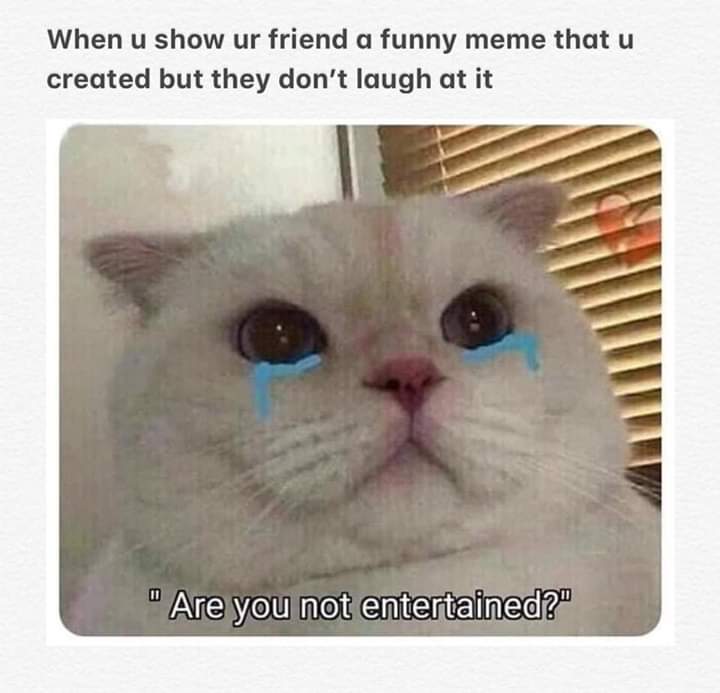 When u show ur friend a funny meme that u
created but they don't laugh at it
" Are you not entertained?"